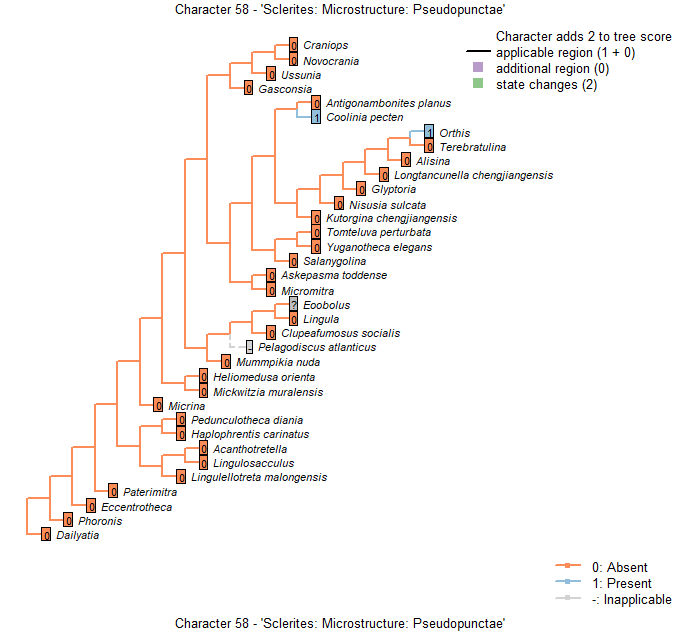 Character 58 - 'Sclerites: Microstructure: Pseudopunctae'
Character adds 2 to tree score
applicable region (1 + 0)
additional region (0)
state changes (2)
0 Craniops
0 Novocrania
0 Ussunia
0 Gasconsia
0 Antigonambonites planus
1 Coolinia pecten
1 Orthis
0 Terebratulina
0 Alisina
0 Longtancunella chengjiangensis
0 Glyptoria
0 Nisusia sulcata
0 Kutorgina chengjiangensis
0 Tomteluva perturbata
0 Yuganotheca elegans
0 Salanygolina
0 Askepasma toddense
0 Micromitra
? Eoobolus
0 Lingula
0 Clupeafumosus socialis
- Pelagodiscus atlanticus
0 Mummpikia nuda
0 Heliomedusa orienta
0 Mickwitzia muralensis
0 Micrina
0 Pedunculotheca diania
0 Haplophrentis carinatus
0 Acanthotretella
0 Lingulosacculus
0 Lingulellotreta malongensis
0 Paterimitra
0 Eccentrotheca
0 Phoronis
0 Dailyatia
0: Absent
1: Present
-: Inapplicable
Character 58 - 'Sclerites: Microstructure: Pseudopunctae'